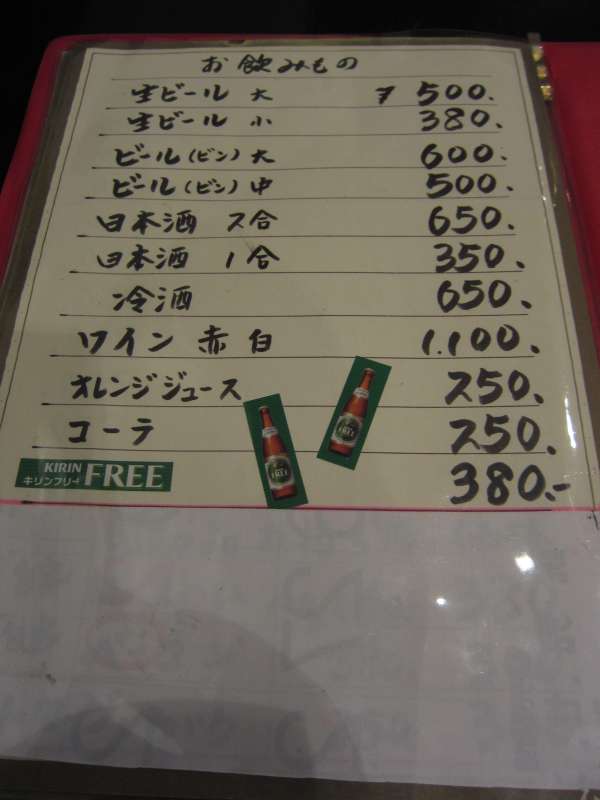 お飲みもの
生ビール 大 ¥500.
生ビール 小 380.
ビール(ビン)大 600.
ビール(ビン)中 500.
日本酒 2合 650.
日本酒 1合 350.
冷酒 650.
ワイン 赤 白 1.100.
オレンジジュース 250.
コーラ 250.
KIRIN
キリンフリー FREE 380.-
FREE
FREE